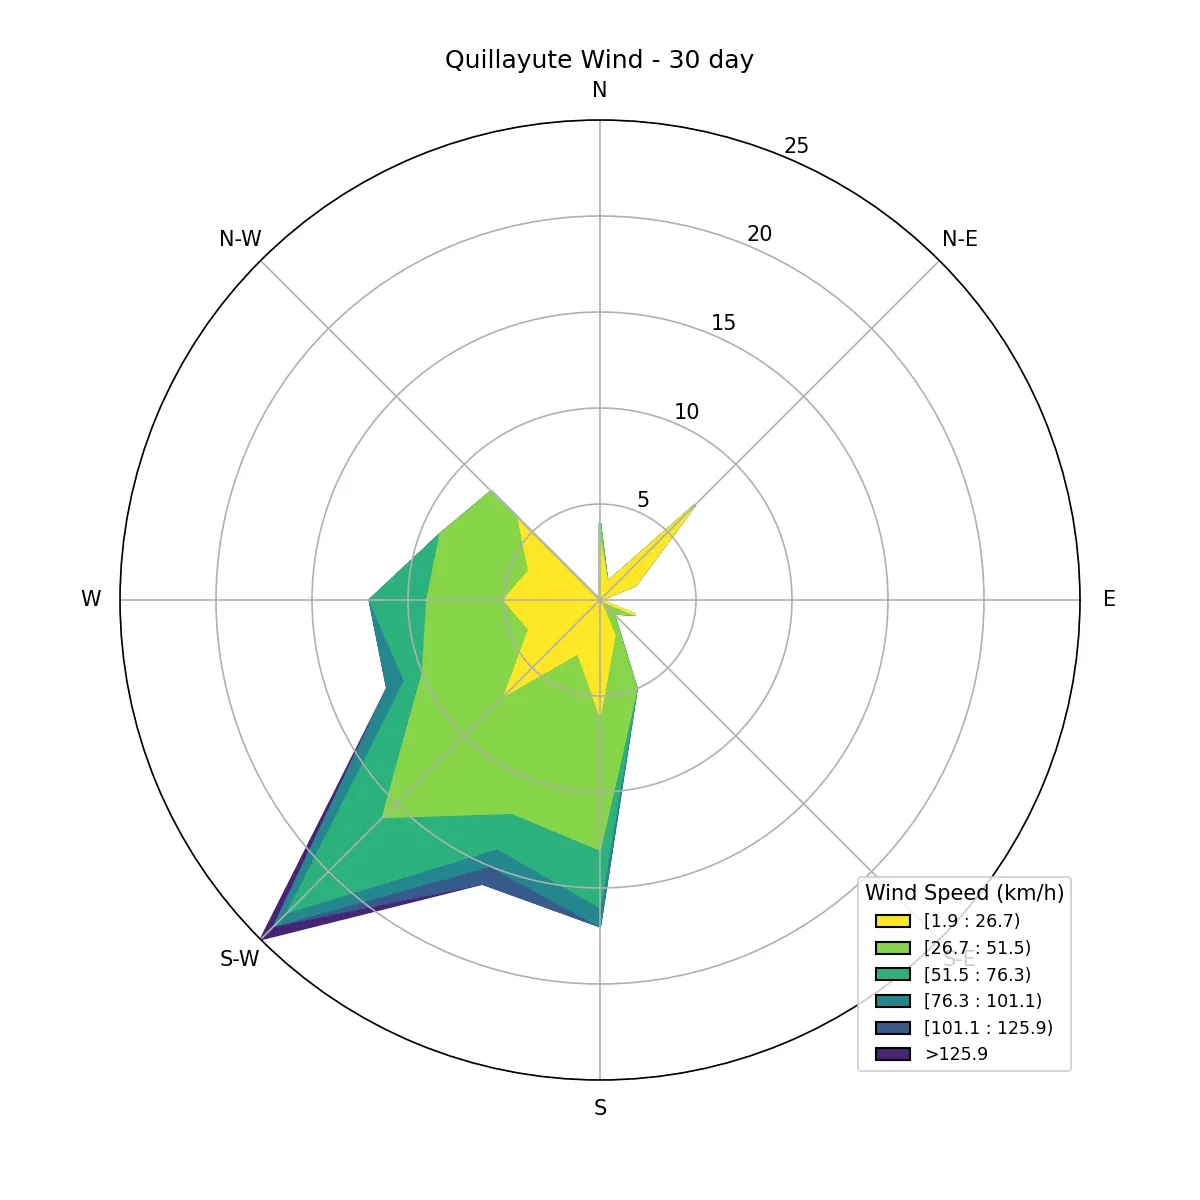 Quillayute Wind - 30 day
N
25
N-W
20
N-E
15
10
5
W
E
Wind Speed (km/h)
[1.9 : 26.7)
[26.7 : 51.5)
S-W
S-E
[51.5 : 76.3)
[76.3 : 101.1)
[101.1 : 125.9)
>125.9
S